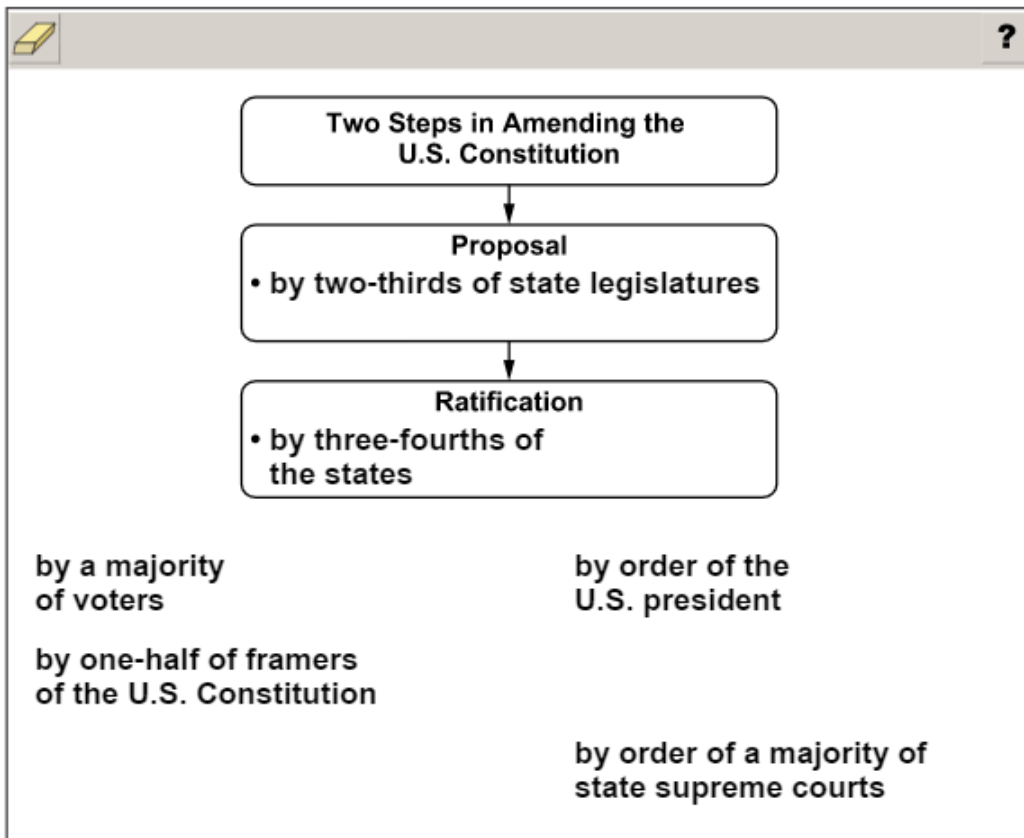 ?
Two Steps in Amending the
U.S. Constitution
Proposal
• by two-thirds of state legislatures
Ratification
• by three-fourths of
the states
by a majority
of voters
by order of the
U.S. president
by one-half of framers
of the U.S. Constitution
by order of a majority of
state supreme courts